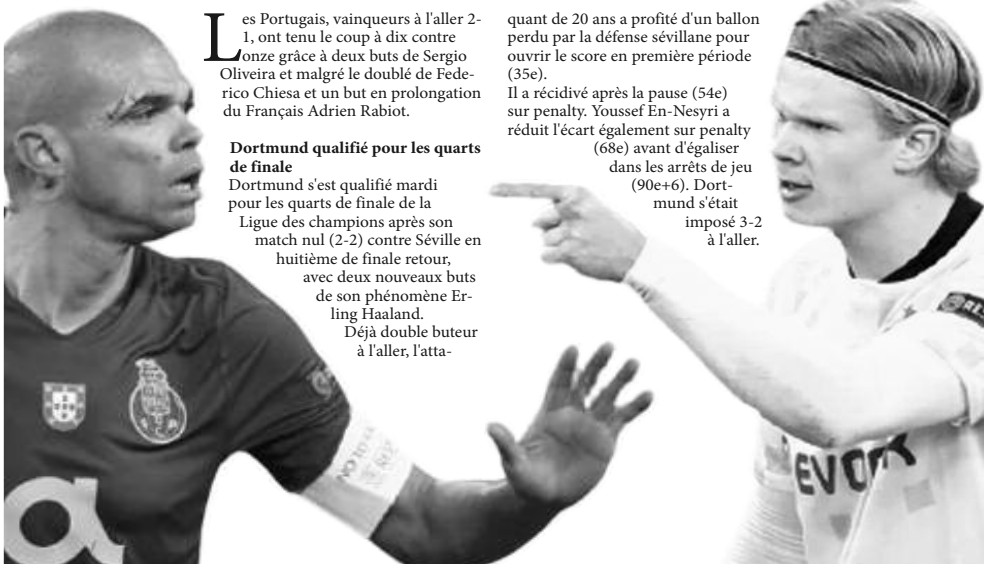 Les Portugais, vainqueurs à l'aller 2-
1, ont tenu le coup à dix contre
onze grâce à deux buts de Sergio
Oliveira et malgré le doublé de Fede-
rico Chiesa et un but en prolongation
du Français Adrien Rabiot.
Dortmund qualifié pour les quarts
de finale
Dortmund s'est qualifié mardi
pour les quarts de finale de la
Ligue des champions après son
match nul (2-2) contre Séville en
huitième de finale retour,
avec deux nouveaux buts
de son phénomène Er-
ling Haaland.
Déjà double buteur
à l'aller, l'atta-
quant de 20 ans a profité d'un ballon
perdu par la défense sévillane pour
ouvrir le score en première période
(35e).
Il a récidivé après la pause (54e)
sur penalty. Youssef En-Nesyri a
réduit l'écart également sur penalty
(68e) avant d'égaliser
dans les arrêts de jeu
(90e+6). Dort-
mund s'était
imposé 3-2
à l'aller.
EVO